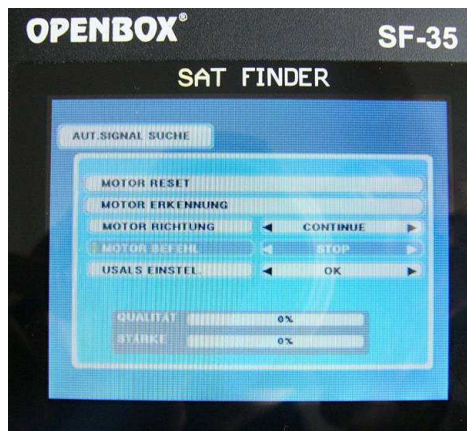 OPENBOX®
SF-35
SAT FINDER
AUT.SIGNAL SUCHE
MOTOR RESET
MOTOR ERKENNUNG
MOTOR RICHTUNG ◄ CONTINUE ►
MOTOR BEFEHL ◄ STOP ►
USALS EINSTEL. ◄ OK ►
QUALITÄT 0%
STÄRKE 0%